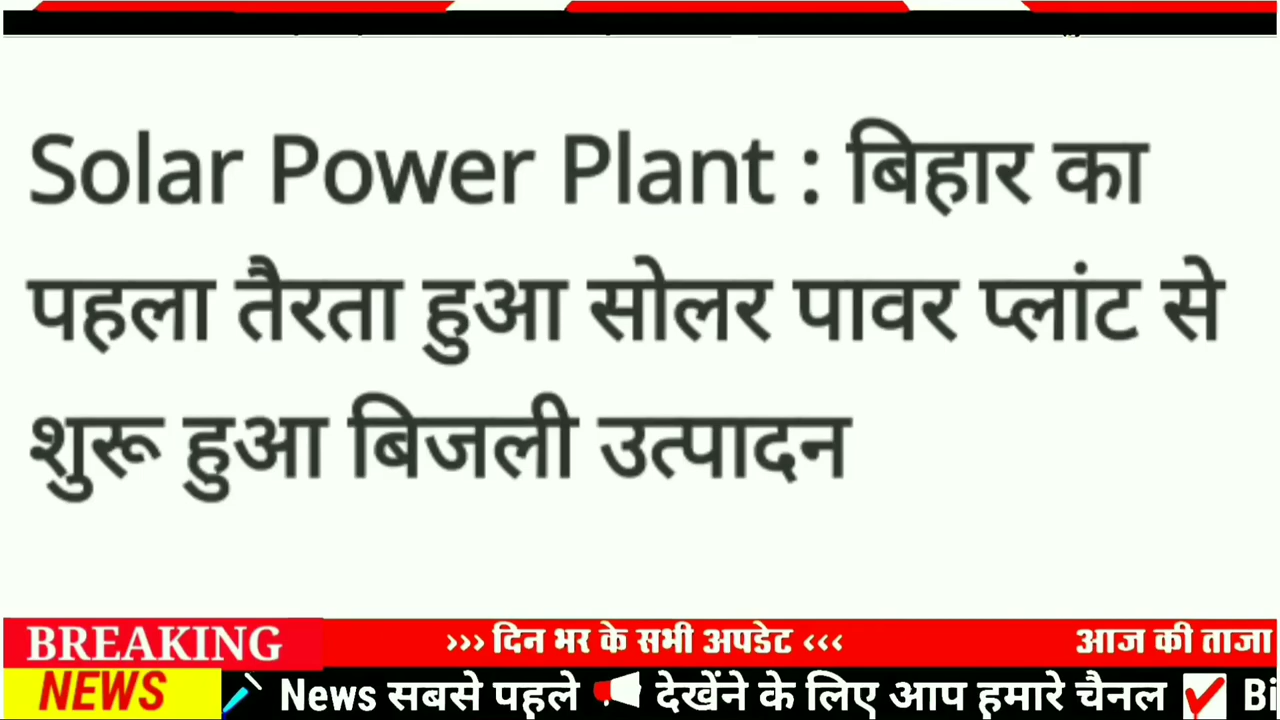 Solar Power Plant : बिहार का
पहला तैरता हुआ सोलर पावर प्लांट से
शुरू हुआ बिजली उत्पादन
BREAKING
››› दिन भर के सभी अपडेट ‹‹‹
आज की ताजा
NEWS
News सबसे पहले
देखेंने के लिए आप हमारे चैनल
Bi